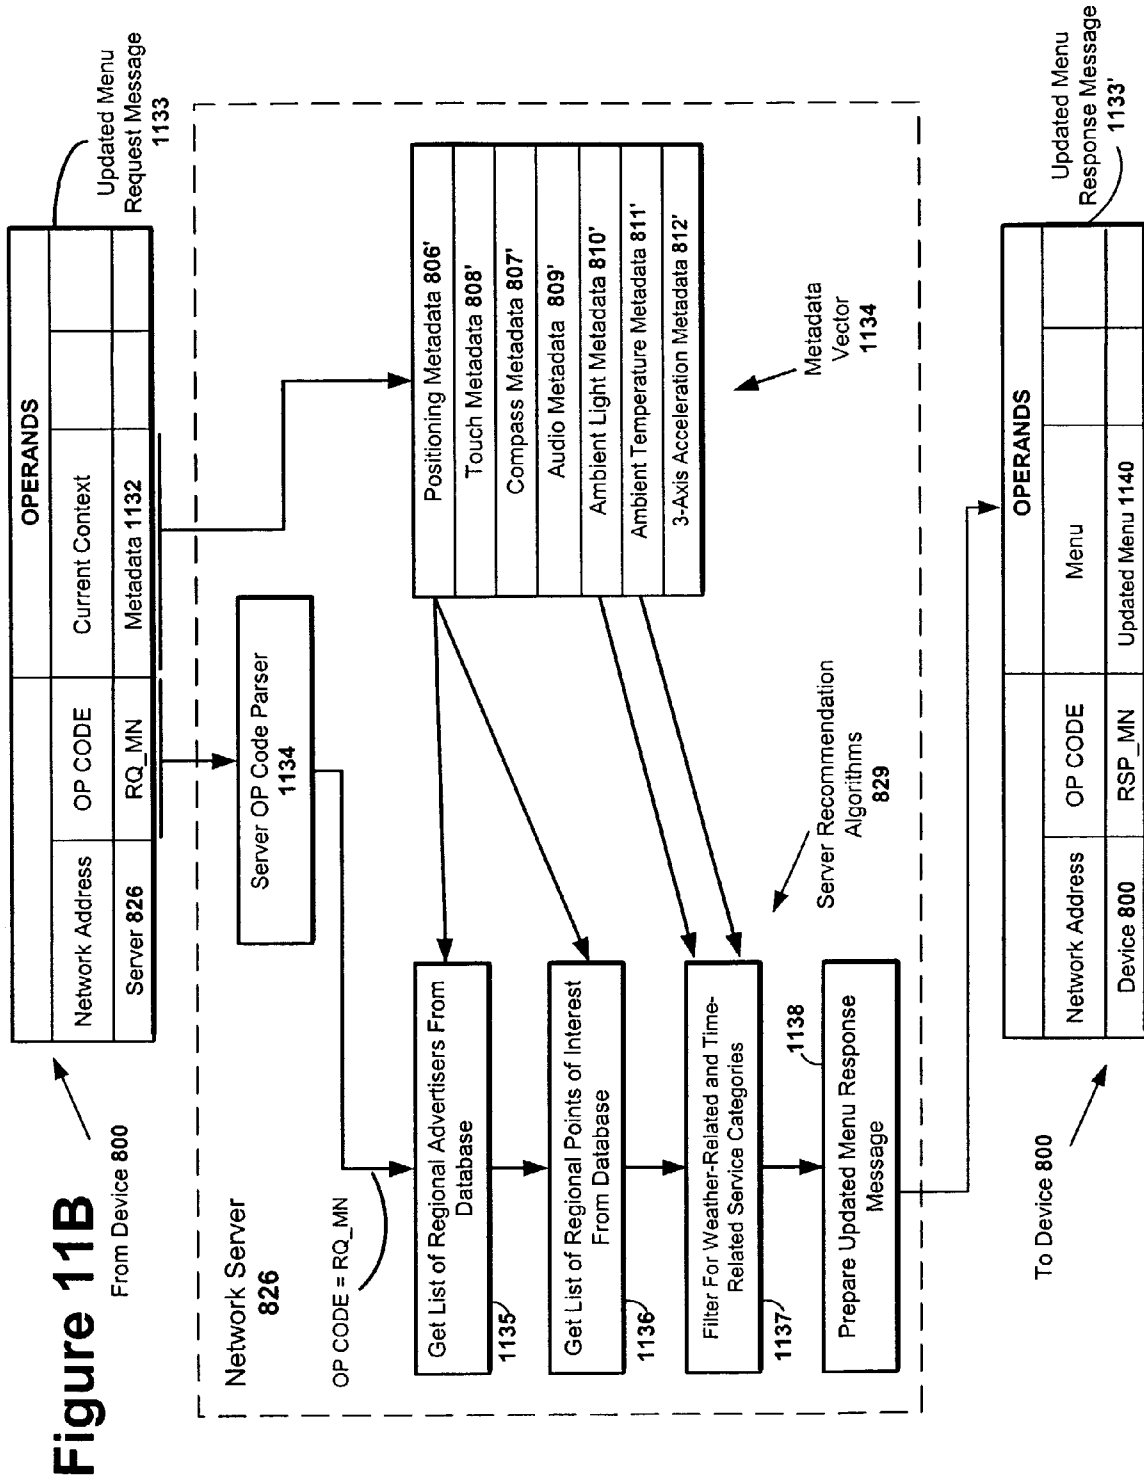 Figure 11B
From Device 800
OPERANDS
Network Address
OP CODE
Current Context
Server 826
RQ_MN
Metadata 1132
Updated Menu
Request Message
1133
Network Server
826
OP CODE = RQ_MN
Server OP Code Parser
1134
Positioning Metadata 806'
Touch Metadata 808'
Compass Metadata 807'
Audio Metadata 809'
Ambient Light Metadata 810'
Ambient Temperature Metadata 811'
3-Axis Acceleration Metadata 812'
Metadata
Vector
1134
Get List of Regional Advertisers From
Database
1135
Get List of Regional Points of Interest
From Database
1136
Filter For Weather-Related and Time-
Related Service Categories
1137
Prepare Updated Menu Response
Message
1138
Server Recommendation
Algorithms
829
To Device 800
OPERANDS
Network Address
OP CODE
Menu
Device 800
RSP_MN
Updated Menu 1140
Updated Menu
Response Message
1133'